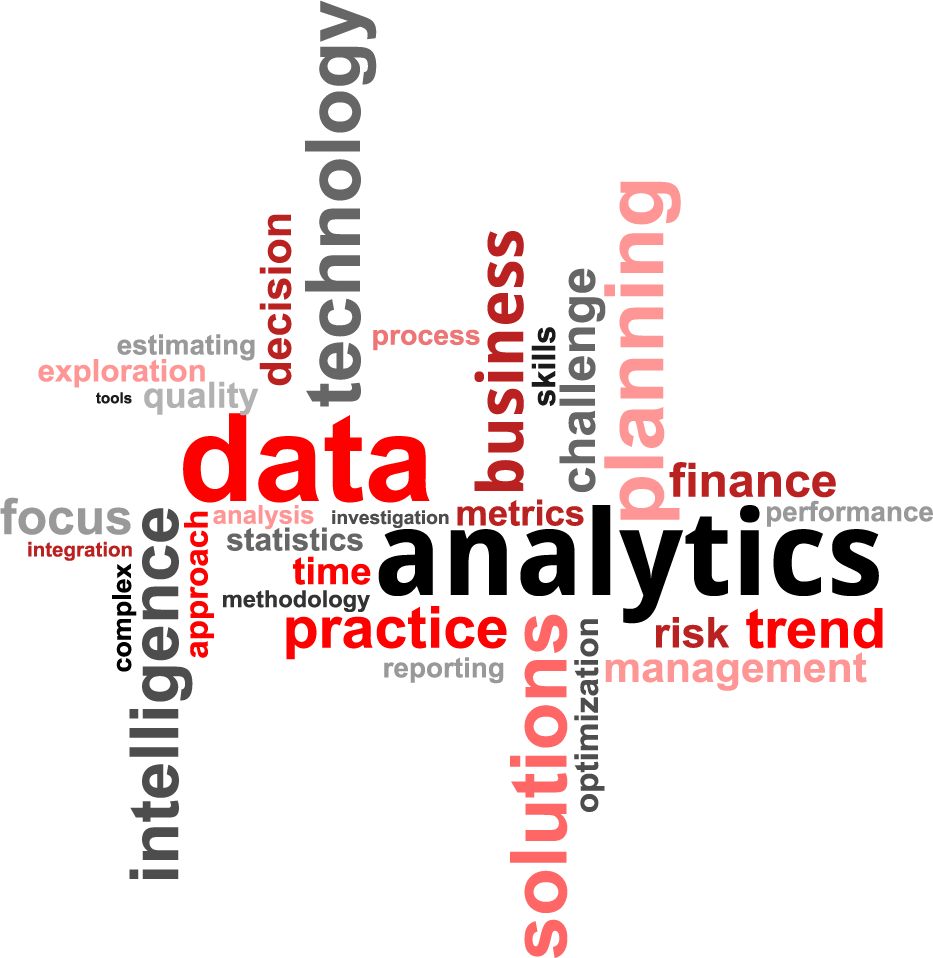 technology
decision
planning
business
challenge
process
skills
estimating
exploration
tools
quality
data
finance
focus
analysis
investigation
metrics
performance
integration
intelligence
approach
statistics
analytics
complex
time
methodology
practice
solutions
optimization
risk
trend
reporting
management